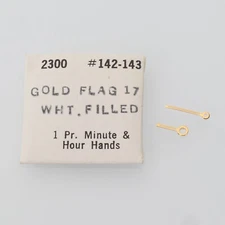 2300 #142-143
GOLD FLAG 17
WHT. FILLED
1 Pr. Minute &
Hour Hands